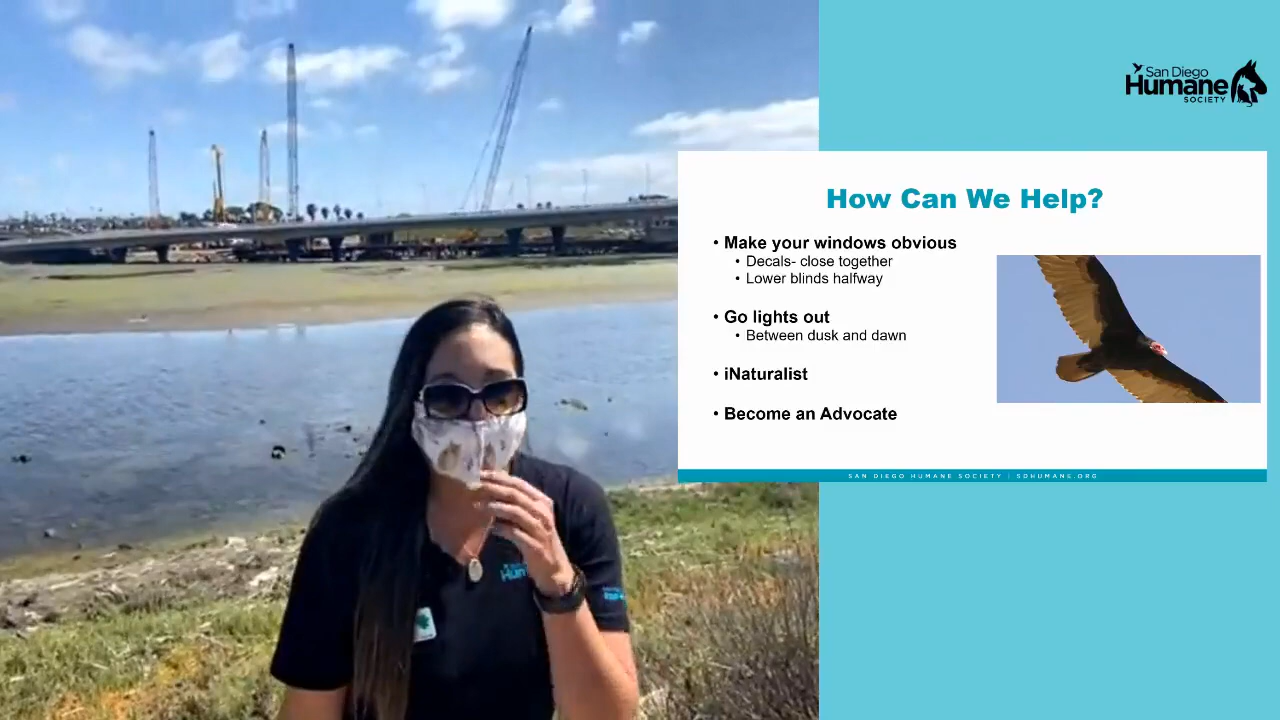 San Diego
Humane
SOCIETY
How Can We Help?
• Make your windows obvious
• Decals- close together
• Lower blinds halfway
• Go lights out
• Between dusk and dawn
• iNaturalist
• Become an Advocate
SAN DIEGO HUMANE SOCIETY | SDHUMANE.ORG